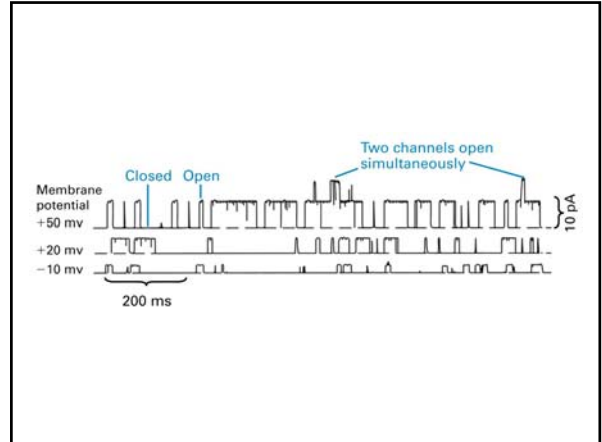 Two channels open
simultaneously
Closed Open
Membrane
potential
+50 mv
10 pA
+20 mv
−10 mv
200 ms